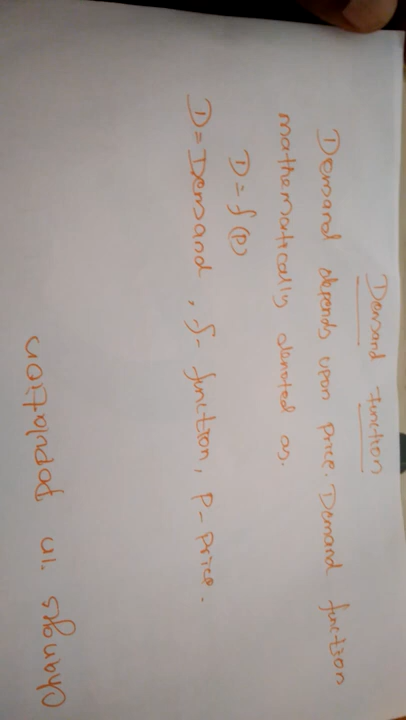 Demand function
Demand depends upon price. Demand function
mathematically denoted as.
D = f (P)
D = Demand, f - function, P - price.
changes in population